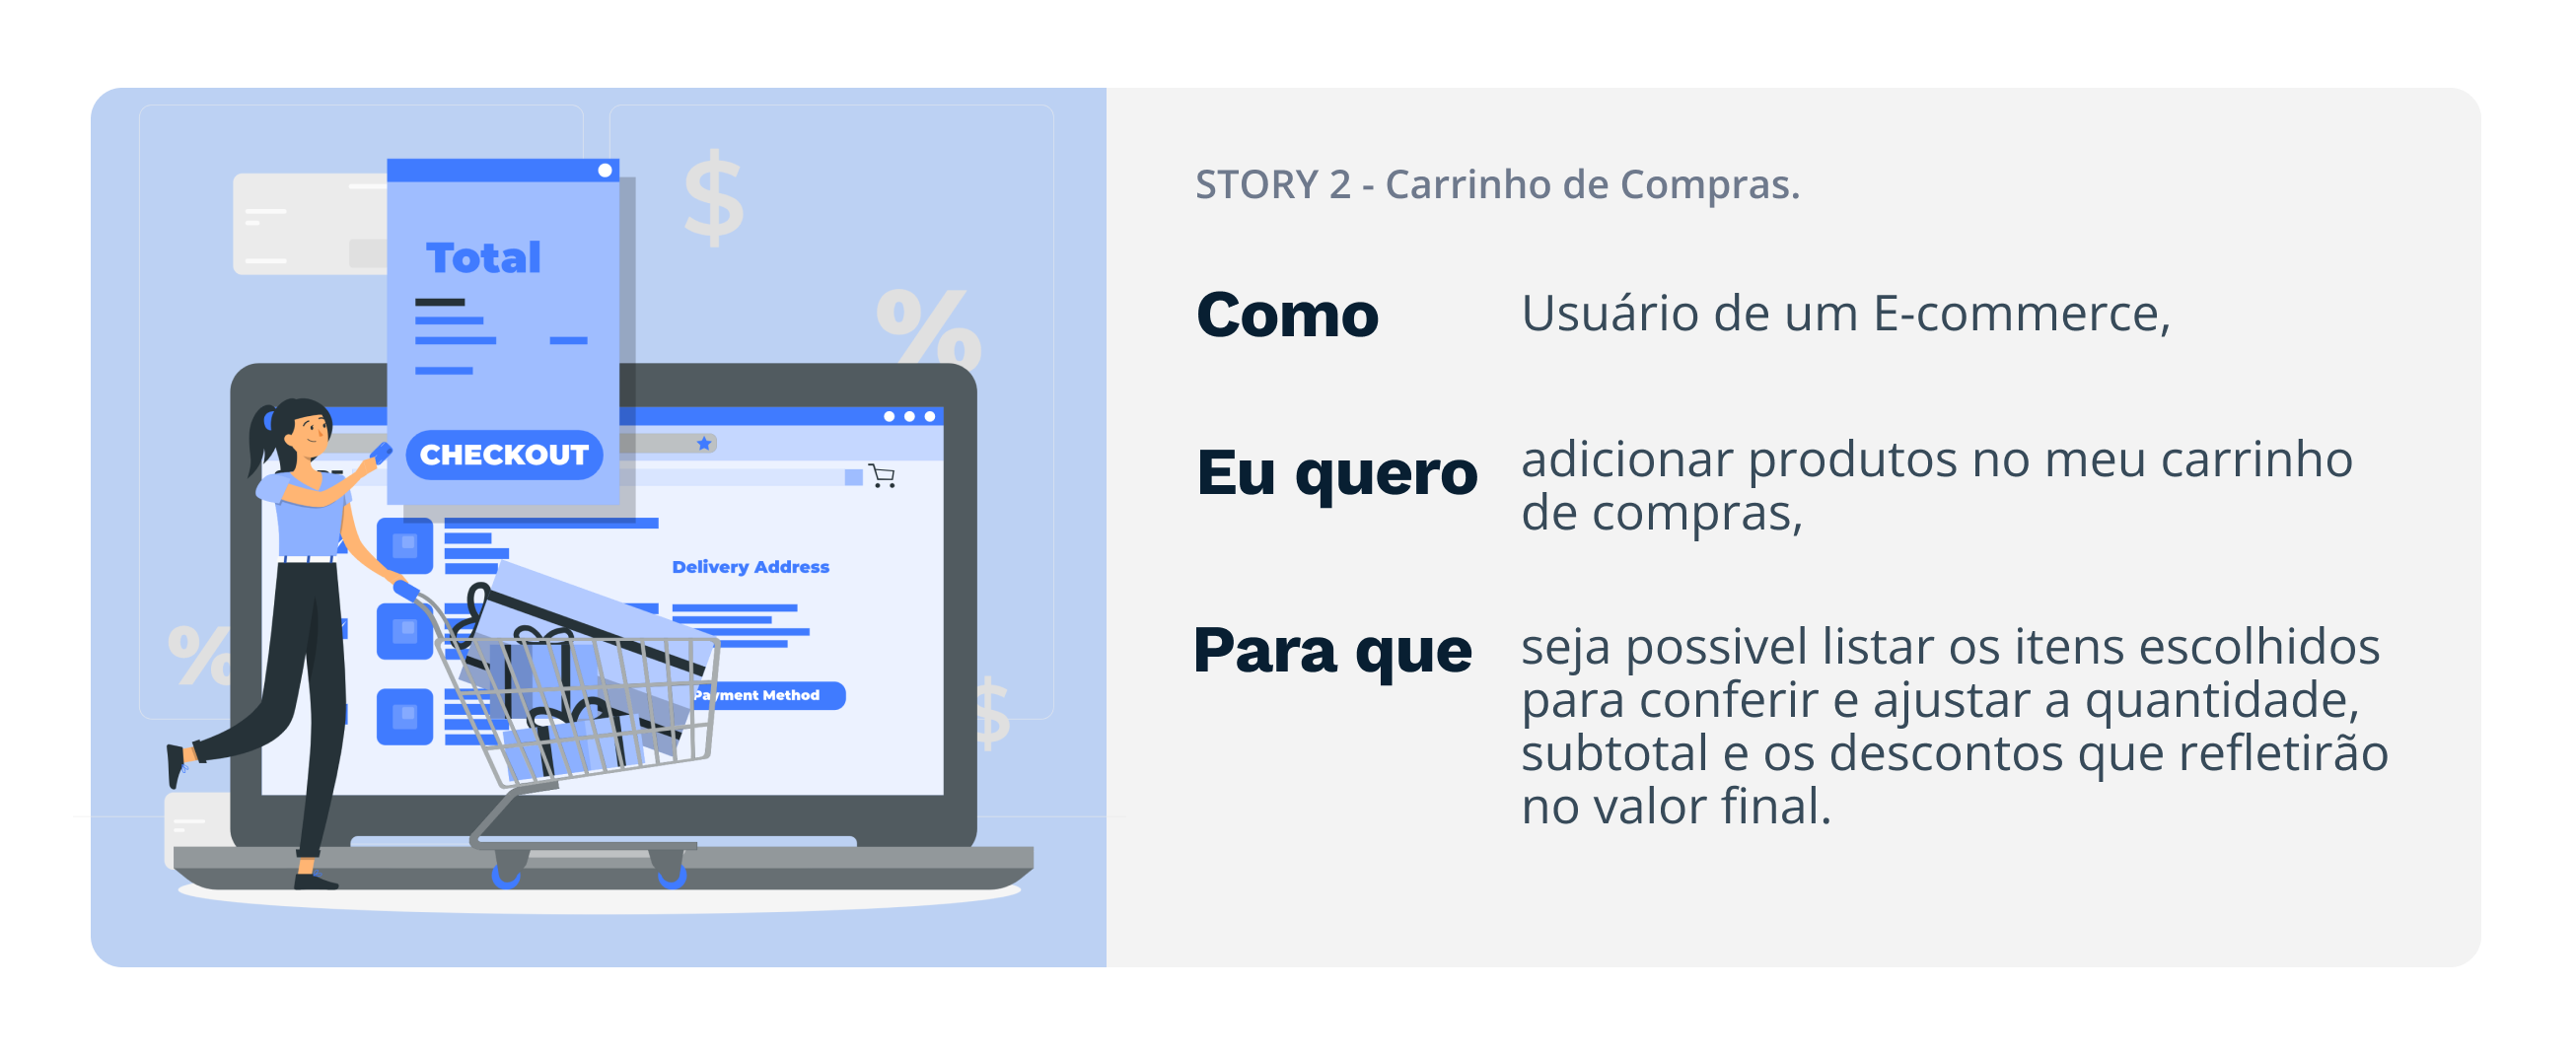 Total
CHECKOUT
Delivery Address
Payment Method
$
%
%
$
STORY 2 - Carrinho de Compras.
Como Usuário de um E-commerce,
Eu quero adicionar produtos no meu carrinho
de compras,
Para que seja possivel listar os itens escolhidos
para conferir e ajustar a quantidade,
subtotal e os descontos que refletirão
no valor final.